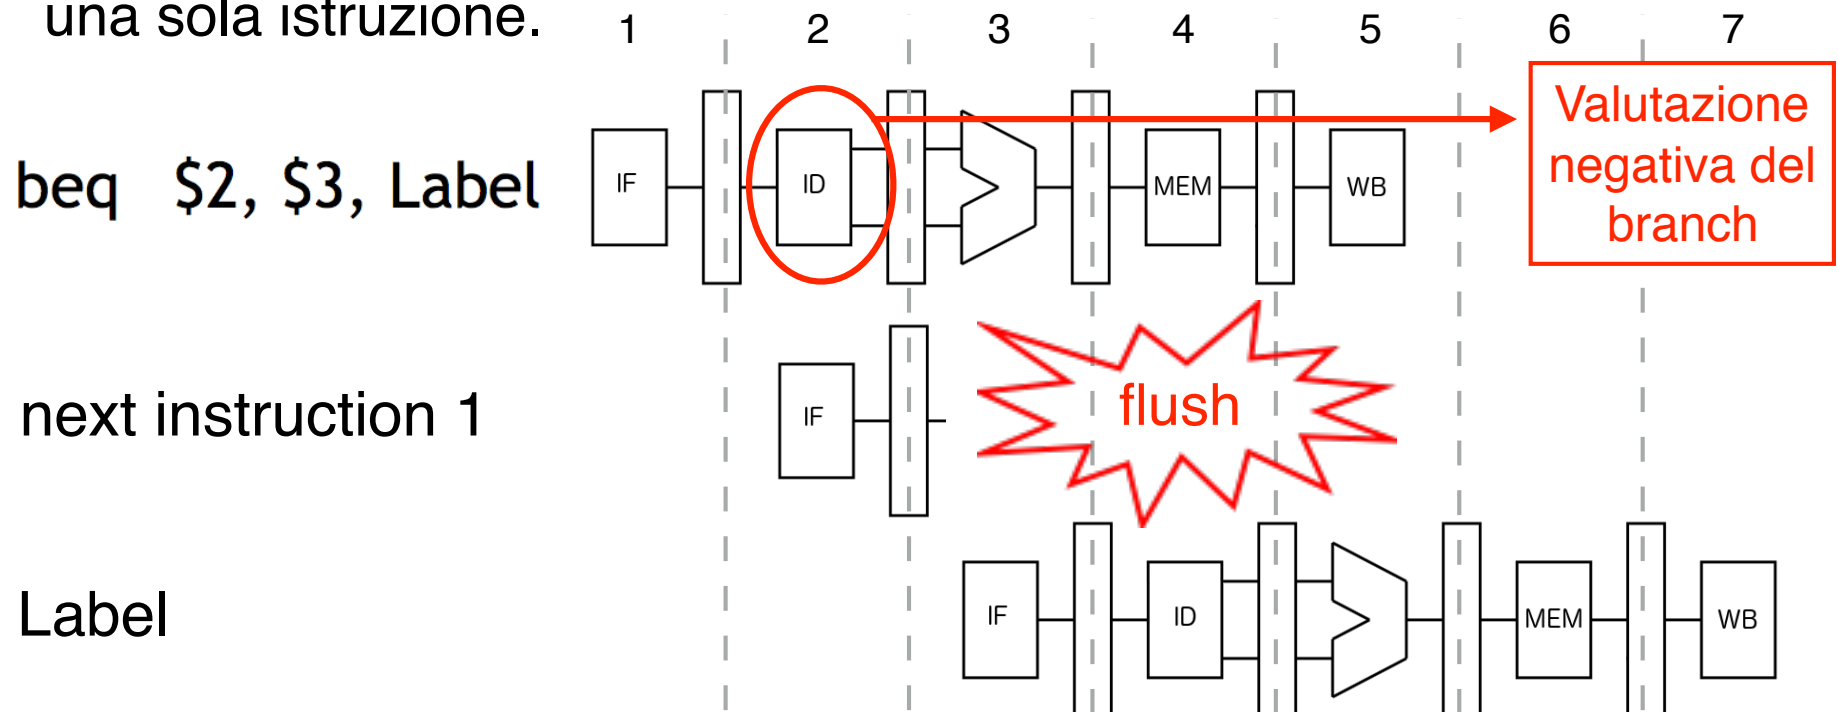 una sola istruzione.
1 2 3 4 5 6 7
beq $2, $3, Label
IF ID MEM WB
Valutazione
negativa del
branch
next instruction 1
IF
flush
Label
IF ID MEM WB